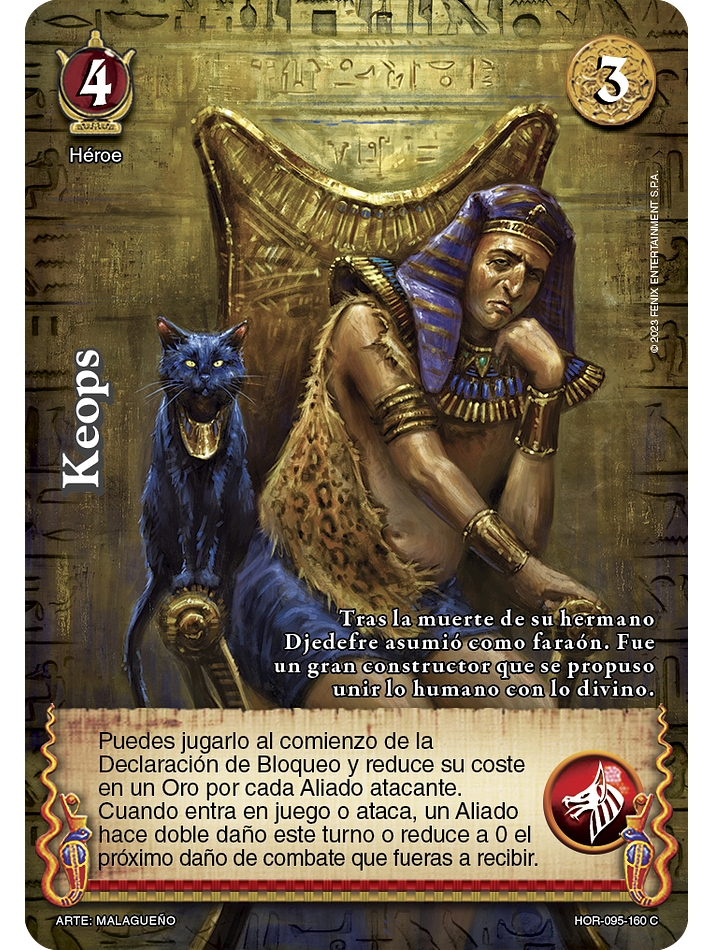 4
3
Héroe
© 2023 FENIX ENTERTAINMENT S.P.A.
Keops
Tras la muerte de su hermano
Djedefre asumió como faraón. Fue
un gran constructor que se propuso
unir lo humano con lo divino.
Puedes jugarlo al comienzo de la
Declaración de Bloqueo y reduce su coste
en un Oro por cada Aliado atacante.
Cuando entra en juego o ataca, un Aliado
hace doble daño este turno o reduce a 0 el
próximo daño de combate que fueras a recibir.
ARTE: MALAGUEÑO
HOR-095-160 C